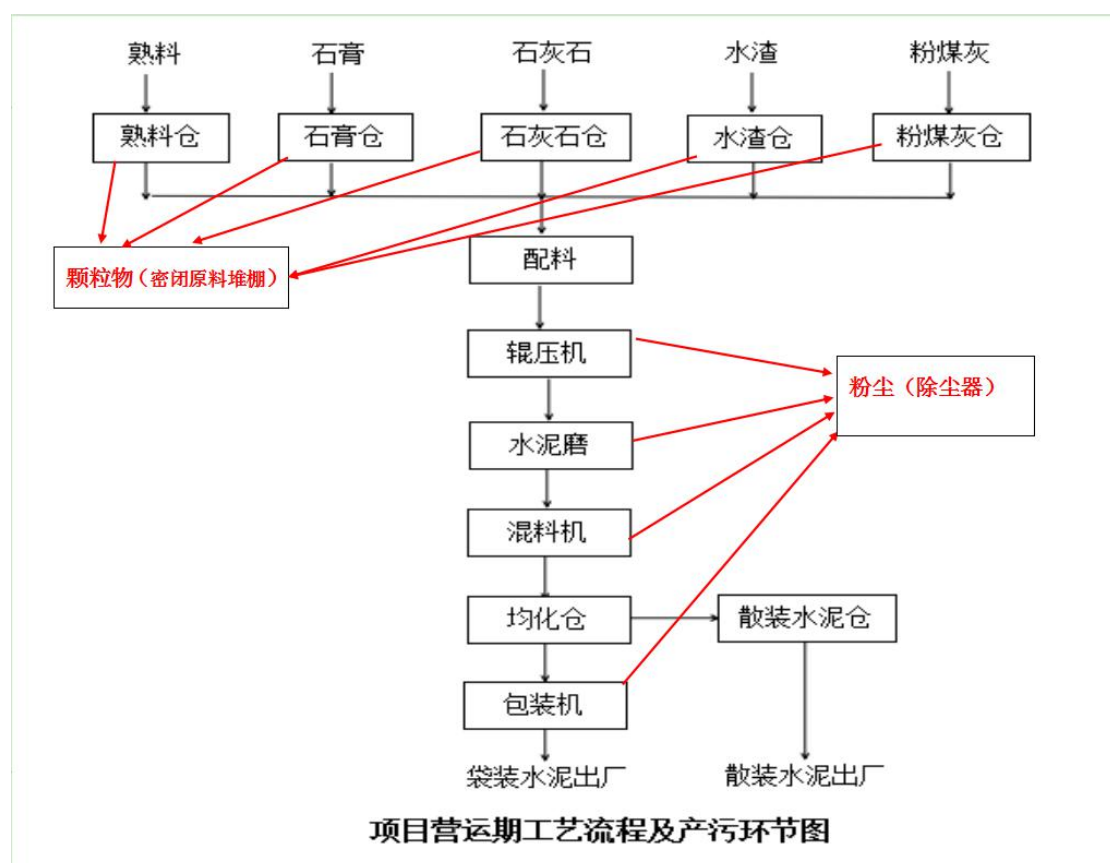 熟料
石膏
石灰石
水渣
粉煤灰
熟料仓
石膏仓
石灰石仓
水渣仓
粉煤灰仓
颗粒物（密闭原料堆棚）
配料
辊压机
粉尘（除尘器）
水泥磨
混料机
均化仓
散装水泥仓
包装机
袋装水泥出厂
散装水泥出厂
项目营运期工艺流程及产污环节图